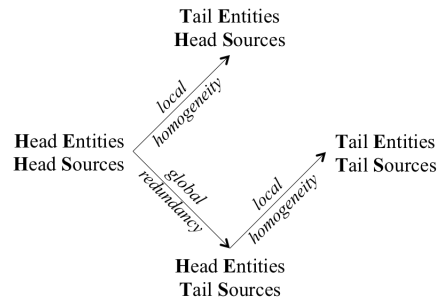 Tail Entities
Head Sources
local
homogeneity
Head Entities
Head Sources
Tail Entities
Tail Sources
global
redundancy
local
homogeneity
Head Entities
Tail Sources